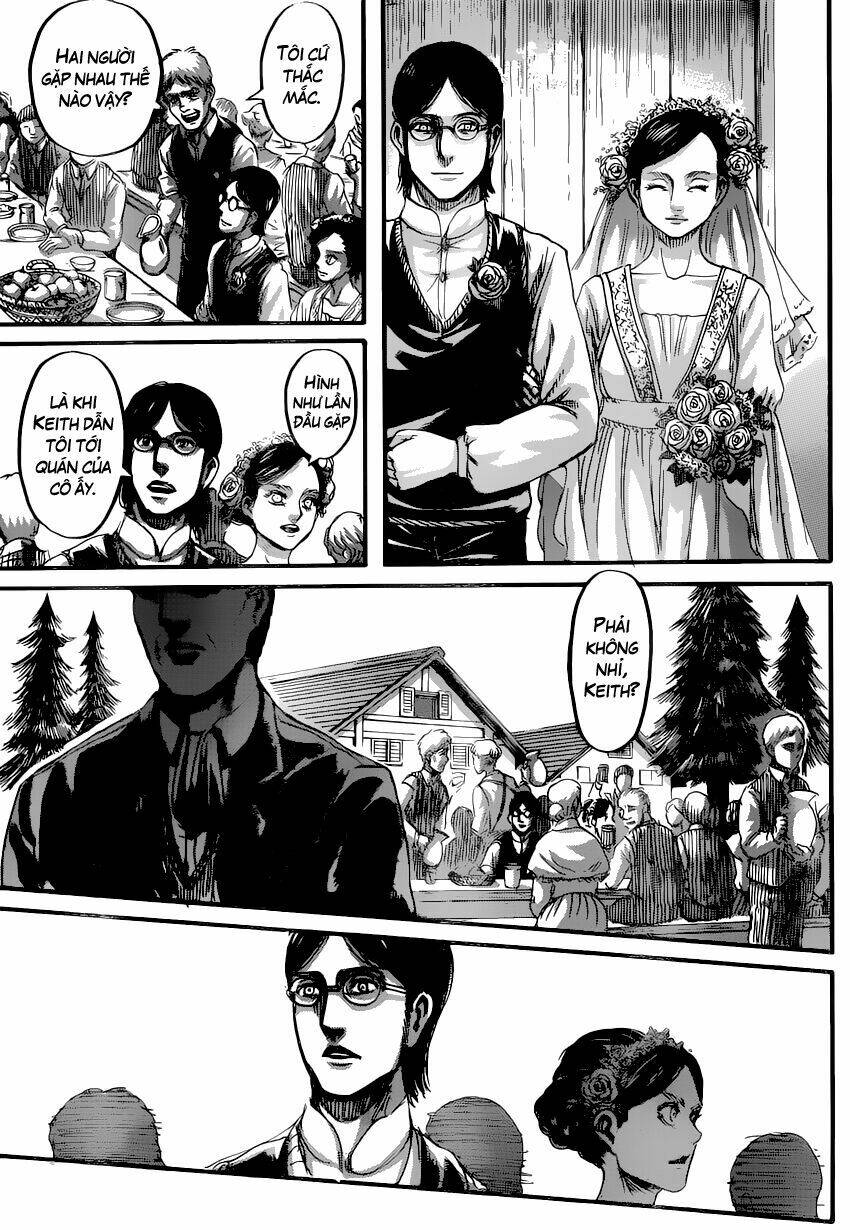 TÔI CỨ
THẮC
MẮC.
HAI NGƯỜI
GẶP NHAU THẾ
NÀO VẬY?
HÌNH
NHƯ LẦN
ĐẦU GẶP
LÀ KHI
KEITH DẪN
TÔI TỚI
QUÁN CỦA
CÔ ẤY.
PHẢI
KHÔNG
NHỈ,
KEITH?